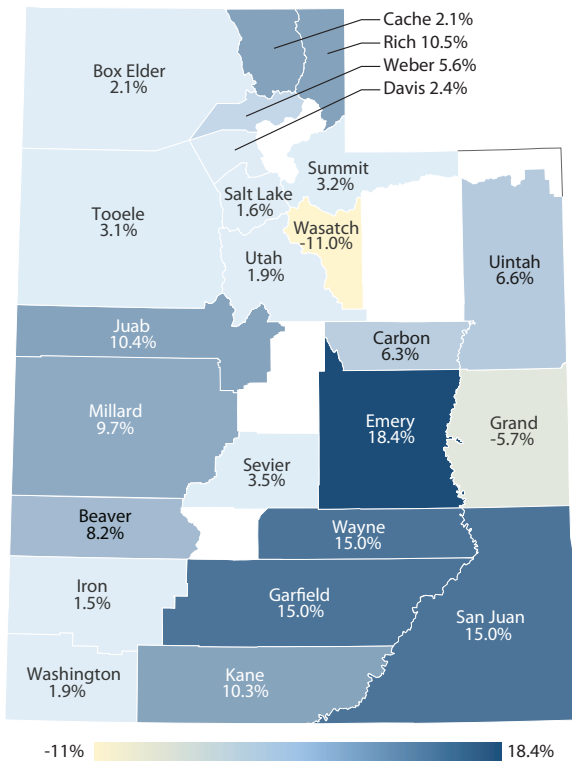 Cache 2.1%
Rich 10.5%
Weber 5.6%
Davis 2.4%
Box Elder
2.1%
Summit
3.2%
Salt Lake
1.6%
Tooele
3.1%
Wasatch
-11.0%
Utah
1.9%
Uintah
6.6%
Juab
10.4%
Carbon
6.3%
Millard
9.7%
Emery
18.4%
Grand
-5.7%
Sevier
3.5%
Beaver
8.2%
Wayne
15.0%
Iron
1.5%
Garfield
15.0%
San Juan
15.0%
Washington
1.9%
Kane
10.3%
-11%
18.4%